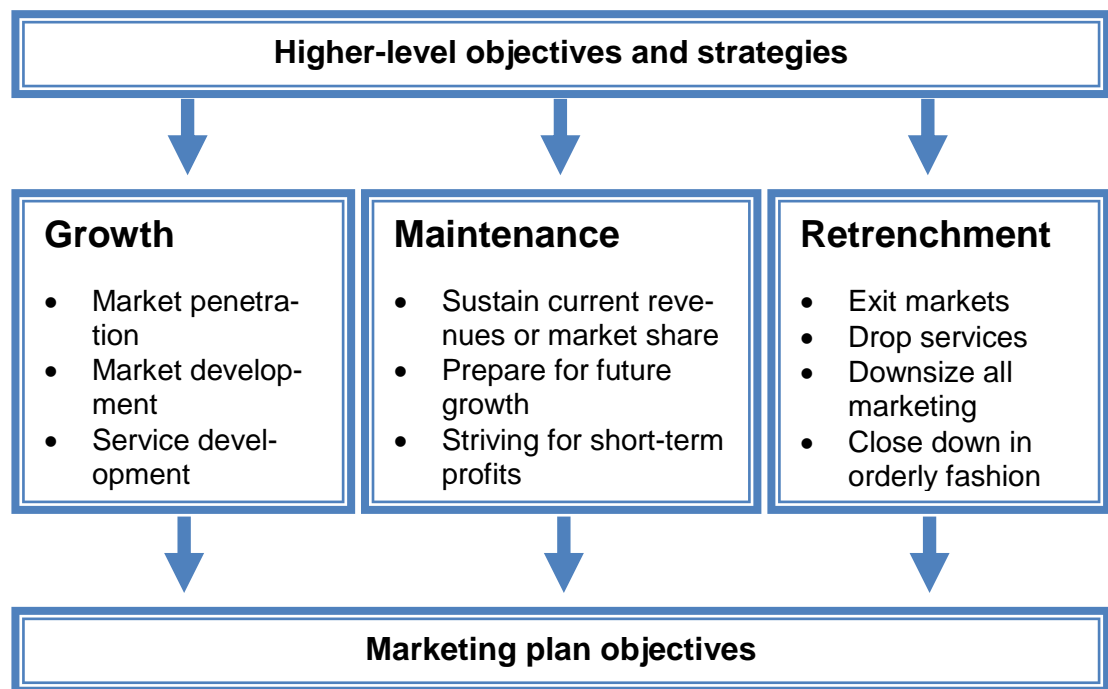 Higher-level objectives and strategies
Growth
• Market penetra-
tion
• Market develop-
ment
• Service devel-
opment
Maintenance
• Sustain current reve-
nues or market share
• Prepare for future
growth
• Striving for short-term
profits
Retrenchment
• Exit markets
• Drop services
• Downsize all
marketing
• Close down in
orderly fashion
Marketing plan objectives